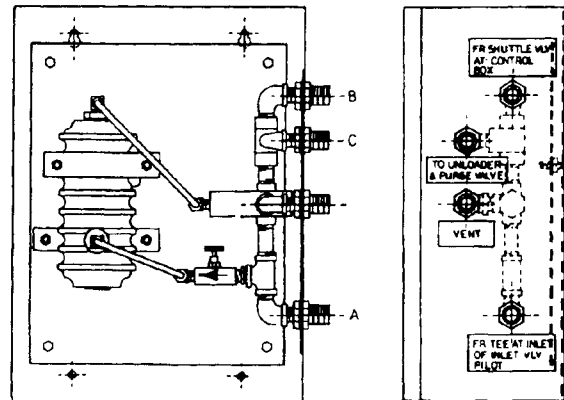 B
C
A
FR SHUTTLE VLV
AT CONTROL
BOX
TO UNLOADER
& PURGE VALVE
VENT
FR TEE AT INLET
OF INLET VLV
PILOT